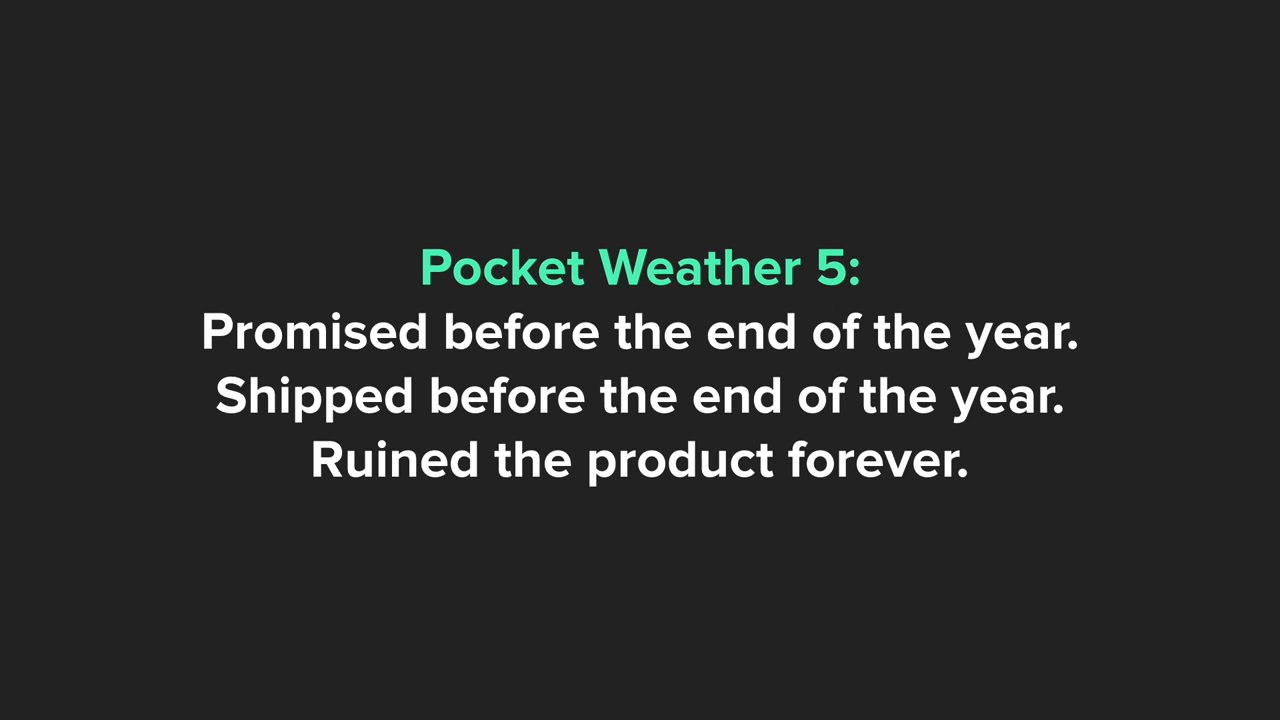 Pocket Weather 5:
Promised before the end of the year.
Shipped before the end of the year.
Ruined the product forever.